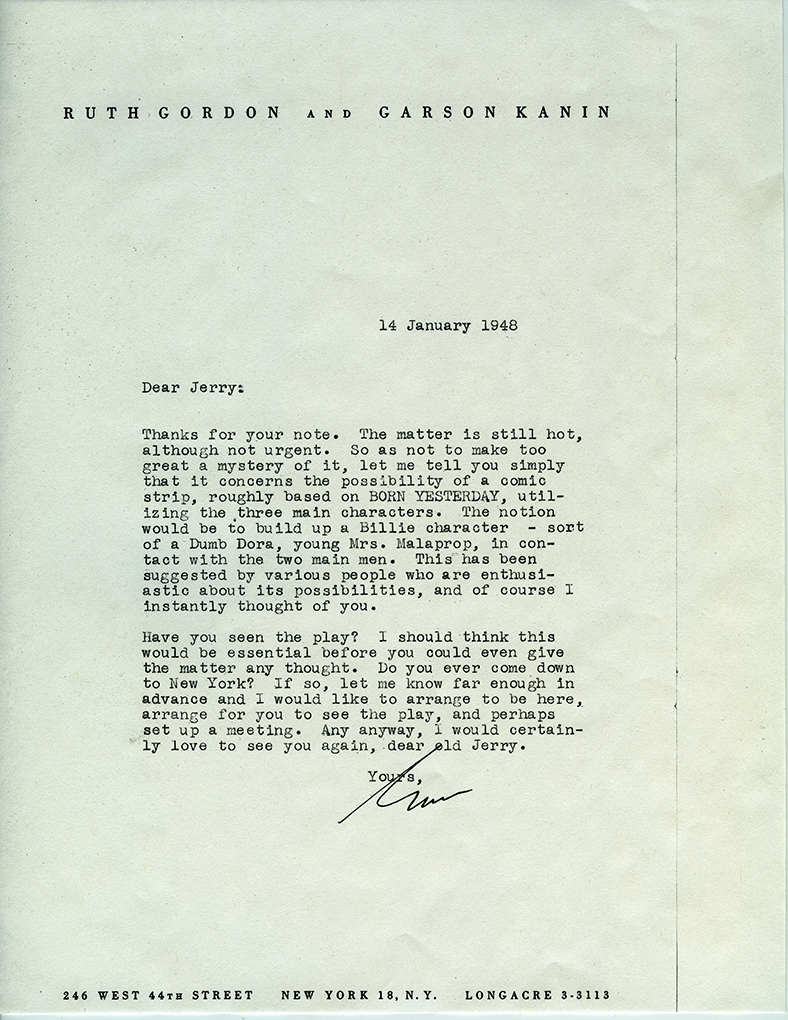 RUTH GORDON AND GARSON KANIN
14 January 1948
Dear Jerry:
Thanks for your note. The matter is still hot,
although not urgent. So as not to make too
great a mystery of it, let me tell you simply
that it concerns the possibility of a comic
strip, roughly based on BORN YESTERDAY, util-
izing the three main characters. The notion
would be to build up a Billie character - sort
of a Dumb Dora, young Mrs. Malaprop, in con-
tact with the two main men. This has been
suggested by various people who are enthusi-
astic about its possibilities, and of course I
instantly thought of you.
Have you seen the play? I should think this
would be essential before you could even give
the matter any thought. Do you ever come down
to New York? If so, let me know far enough in
advance and I would like to arrange to be here,
arrange for you to see the play, and perhaps
set up a meeting. Any anyway, I would certain-
ly love to see you again, dear old Jerry.
Yours,
246 WEST 44TH STREET NEW YORK 18, N.Y. LONGACRE 3-3113